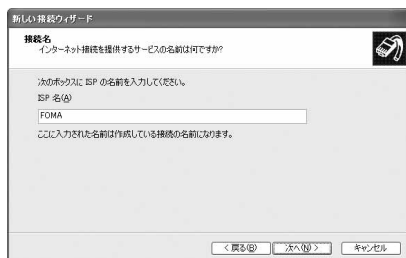 新しい接続ウィザード
接続名
インターネット接続を提供するサービスの名前は何ですか?
次のボックスに ISP の名前を入力してください。
ISP 名(A)
FOMA
ここに入力された名前は作成している接続の名前になります。
< 戻る(B)
次へ(N) >
キャンセル